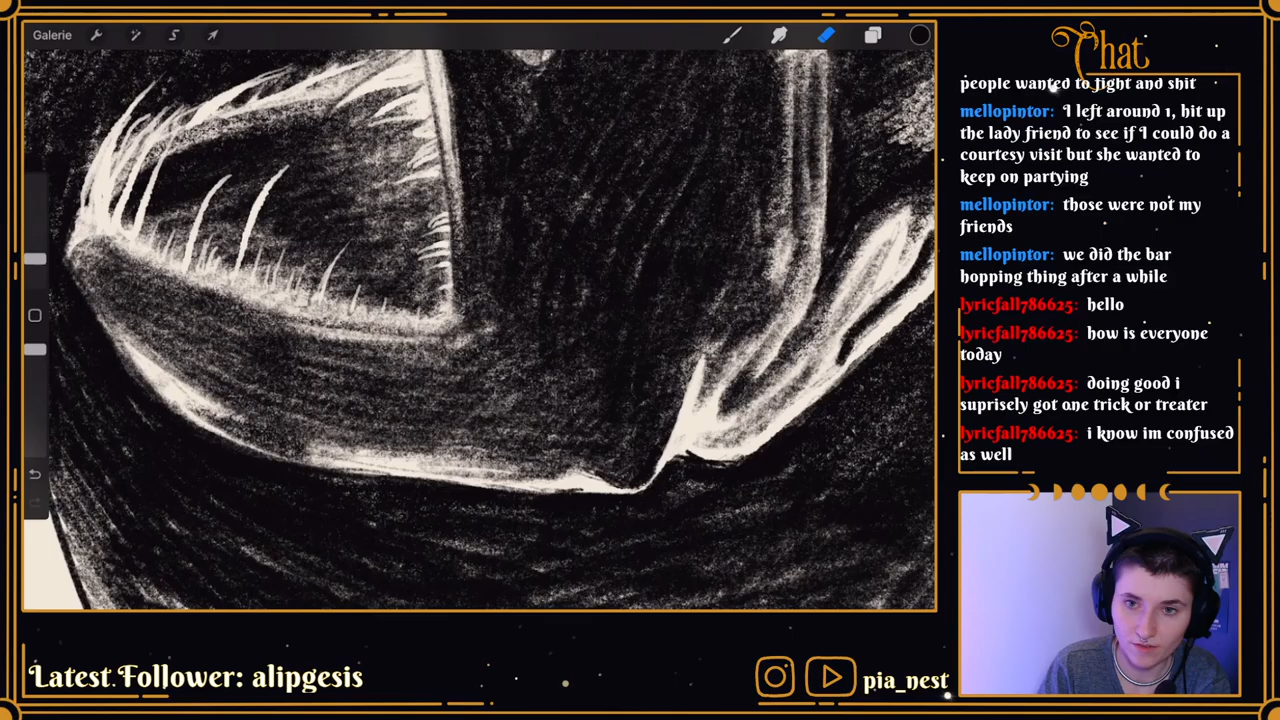 Galerie
Chat
people wanted to fight and shit
mellopintor: I left around 1, hit up
the lady friend to see if I could do a
courtesy visit but she wanted to
keep on partying
mellopintor: those were not my
friends
mellopintor: we did the bar
hopping thing after a while
lyricfall786625: hello
lyricfall786625: how is everyone
today
lyricfall786625: doing good i
suprisely got one trick or treater
lyricfall786625: i know im confused
as well
Latest Follower: alipgesis
pia_nest